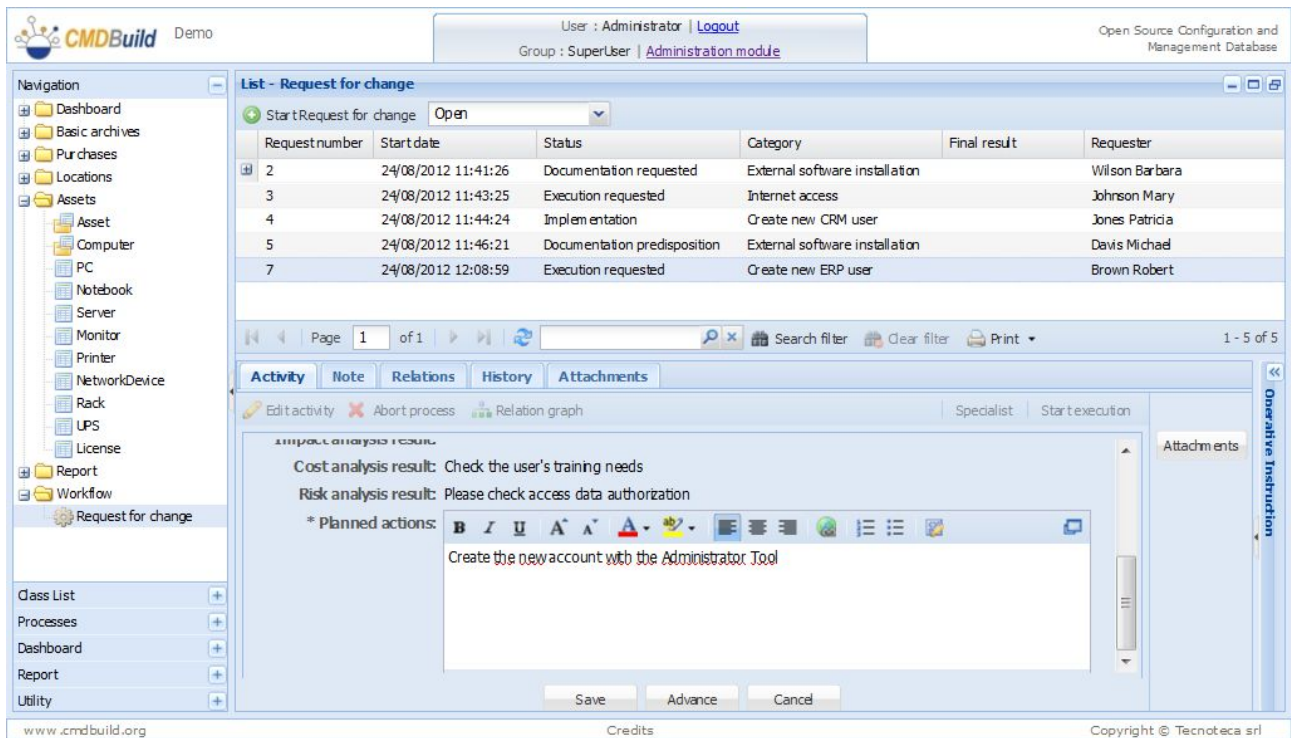 CMDBuild Demo
User : Administrator | Logout
Group : SuperUser | Administration module
Open Source Configuration and
Management Database
Navigation
Dashboard
Basic archives
Purchases
Locations
Assets
Asset
Computer
PC
Notebook
Server
Monitor
Printer
NetworkDevice
Rack
UPS
License
Report
Workflow
Request for change
Class List
Processes
Dashboard
Report
Utility
List - Request for change
Start Request for change Open
Request number Start date Status Category Final result Requester
2 24/08/2012 11:41:26 Documentation requested External software installation Wilson Barbara
3 24/08/2012 11:43:25 Execution requested Internet access Johnson Mary
4 24/08/2012 11:44:24 Implementation Create new CRM user Jones Patricia
5 24/08/2012 11:46:21 Documentation predisposition External software installation Davis Michael
7 24/08/2012 12:08:59 Execution requested Create new ERP user Brown Robert
Page 1 of 1 Search filter Clear filter Print 1 - 5 of 5
Activity Note Relations History Attachments
Edit activity Abort process Relation graph Specialist Start execution
Impact analysis result:
Cost analysis result: Check the user's training needs
Risk analysis result: Please check access data authorization
* Planned actions: B I U A A A ab
Create the new account with the Administrator Tool
Attachments
Operative Instruction
Save Advance Cancel
www.cmdbuild.org Credits Copyright © Tecnoteca srl